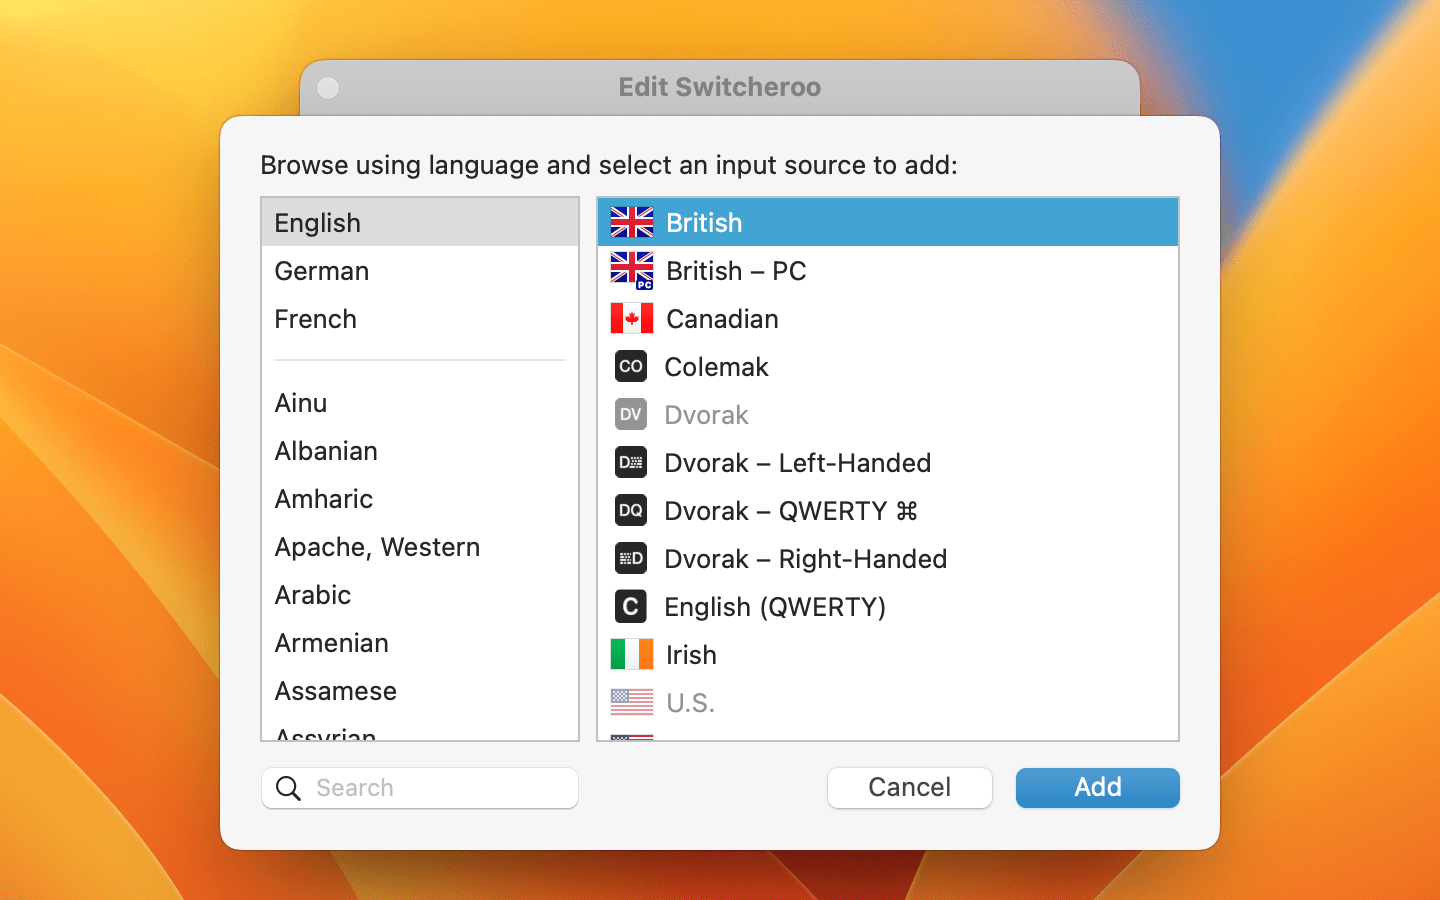 Edit Switcheroo
Browse using language and select an input source to add:
English
German
French
Ainu
Albanian
Amharic
Apache, Western
Arabic
Armenian
Assamese
Assyrian
British
PC
British – PC
Canadian
CO
Colemak
DV
Dvorak
D
Dvorak – Left-Handed
DQ
Dvorak – QWERTY ⌘
D
Dvorak – Right-Handed
C
English (QWERTY)
Irish
U.S.
Search
Cancel
Add